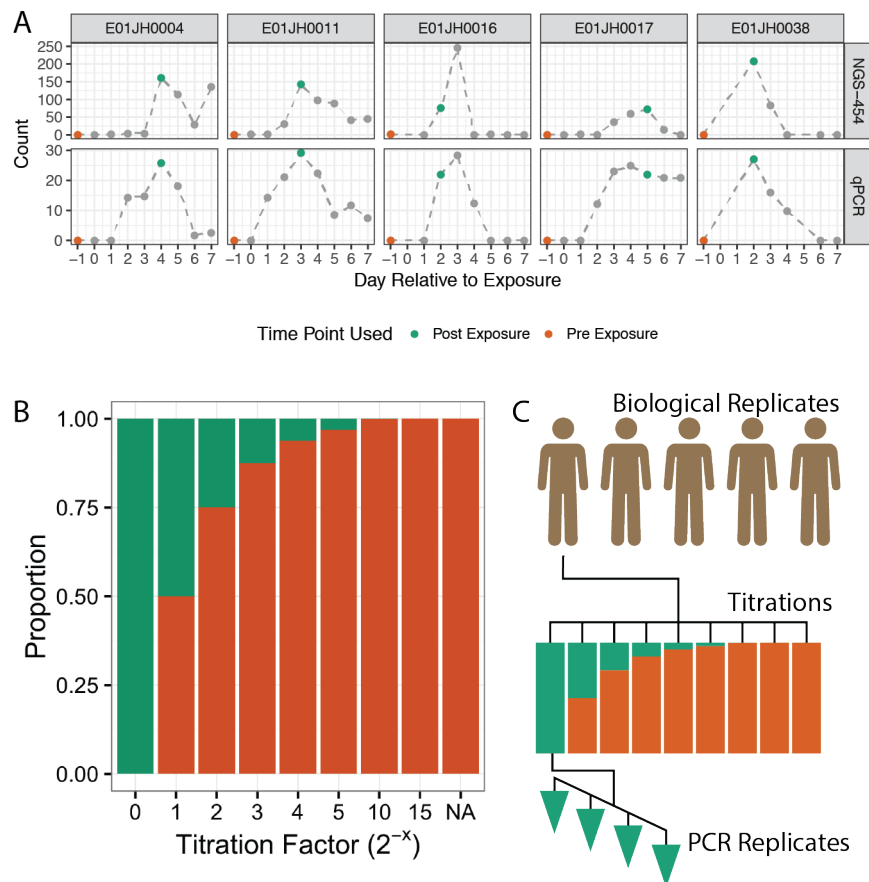 A
E01JH0004 E01JH0011 E01JH0016 E01JH0017 E01JH0038
250
200
150
100
50
0
NGS−454
Count
30
20
10
0
qPCR
−1 0 1 2 3 4 5 6 7 −1 0 1 2 3 4 5 6 7 −1 0 1 2 3 4 5 6 7 −1 0 1 2 3 4 5 6 7 −1 0 1 2 3 4 5 6 7
Day Relative to Exposure
Time Point Used Post Exposure Pre Exposure
B
1.00
0.75
0.50
0.25
0.00
Proportion
0 1 2 3 4 5 10 15 NA
Titration Factor (2⁻ˣ)
C
Biological Replicates
Titrations
PCR Replicates